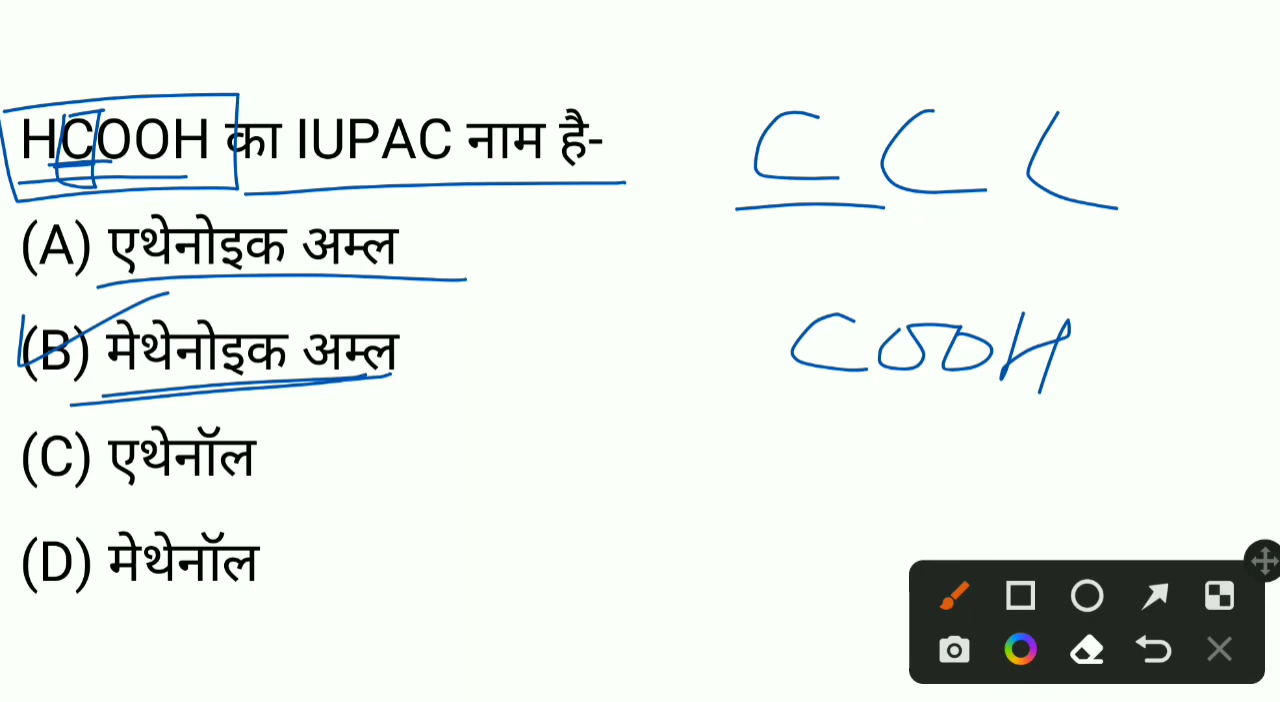 HCOOH का IUPAC नाम है-
(A) एथेनोइक अम्ल
(B) मेथेनोइक अम्ल
(C) एथेनॉल
(D) मेथेनॉल
C C C
COOH